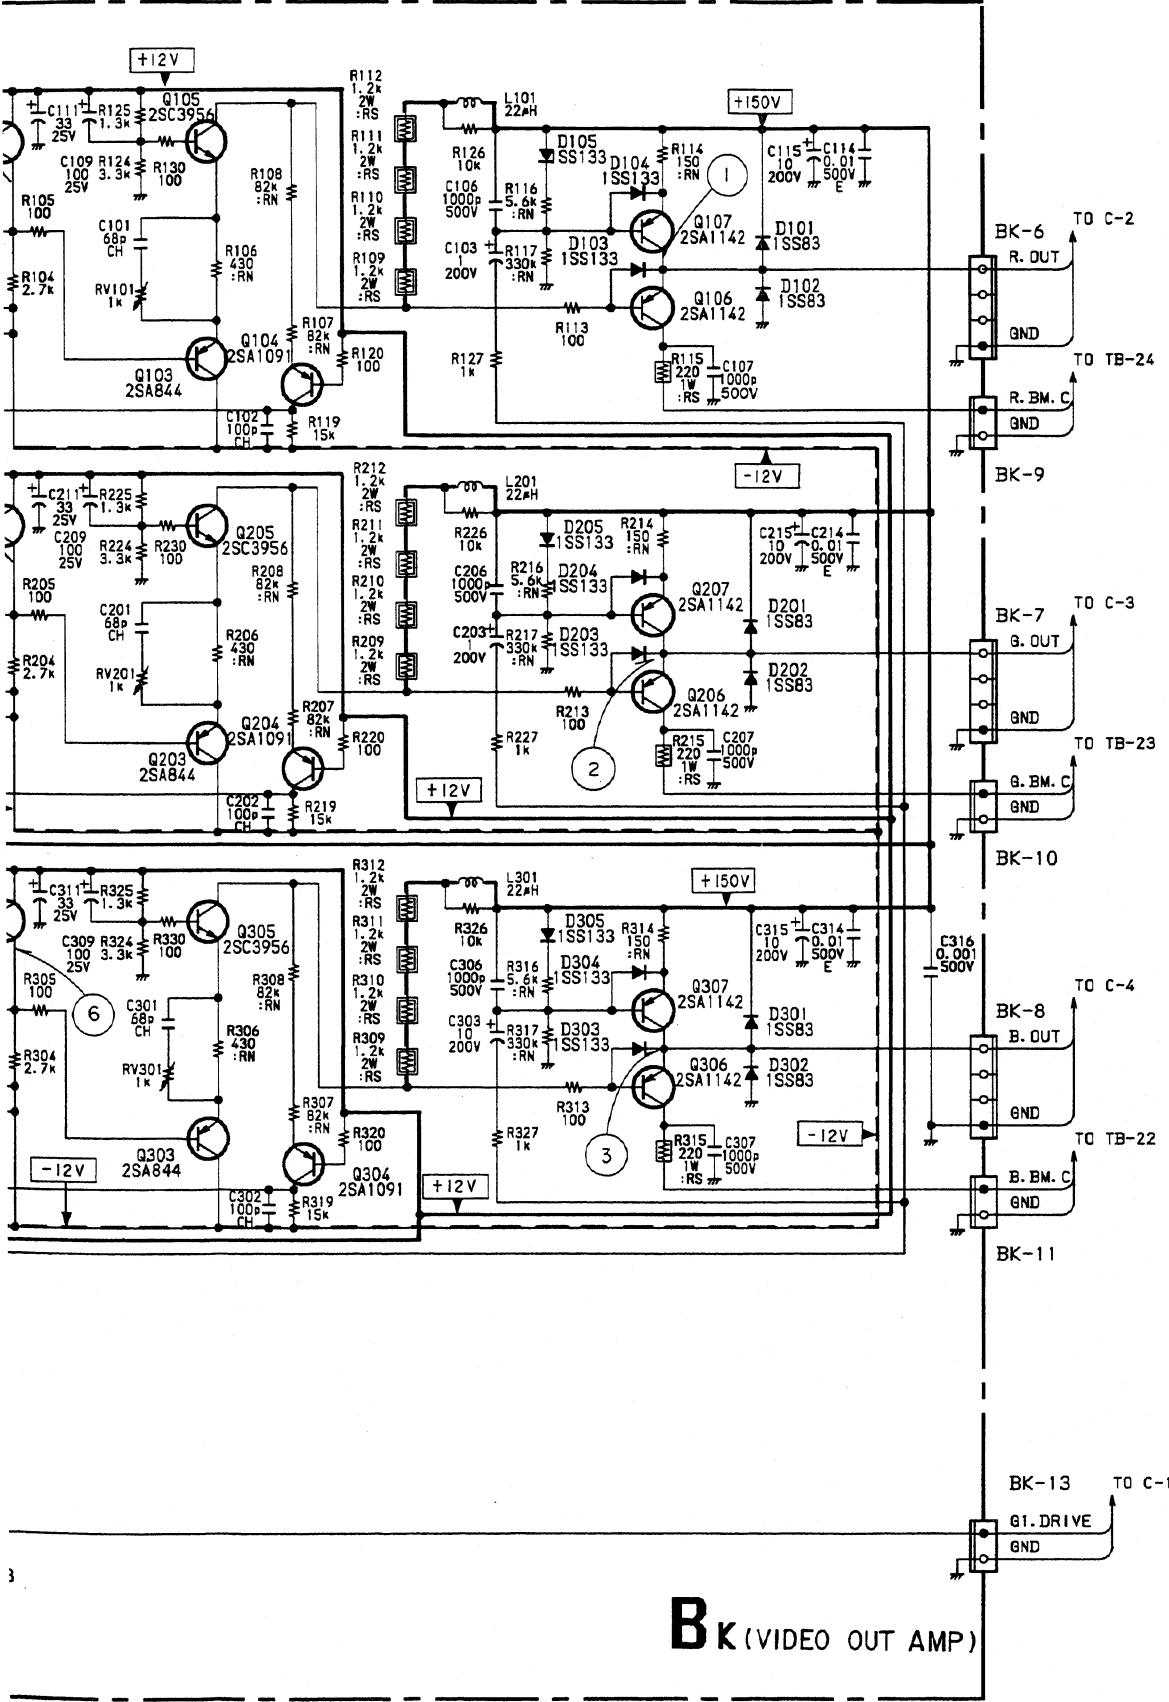 +12V
C111
33
25V
R125
1.3k
Q105
2SC3956
C109
100
25V
R124
3.3k
R130
100
R105
100
C101
68p
CH
RV101
1k
R104
2.7k
R106
430
:RN
R108
82k
:RN
Q103
2SA844
Q104
2SA1091
R107
82k
:RN
R120
100
C102
100p
CH
R119
15k
R112
1.2k
2W
:RS
R111
1.2k
2W
:RS
R110
1.2k
2W
:RS
R109
1.2k
2W
:RS
L101
22µH
R126
10k
C106
1000p
500V
C103
1
200V
R116
5.6k
:RN
R117
330k
:RN
D105
1SS133
D104
1SS133
D103
1SS133
R114
150
:RN
1
Q107
2SA1142
Q106
2SA1142
R113
100
R127
1k
R115
220
1W
:RS
C107
1000p
500V
+150V
C115
10
200V
C114
0.01
500V
E
D101
1SS83
D102
1SS83
-12V
BK-6
TO C-2
R.OUT
GND
TO TB-24
R.BM.C
GND
BK-9
C211
33
25V
R225
1.3k
Q205
2SC3956
C209
100
25V
R224
3.3k
R230
100
R205
100
C201
68p
CH
RV201
1k
R204
2.7k
R206
430
:RN
R208
82k
:RN
Q203
2SA844
Q204
2SA1091
R207
82k
:RN
R220
100
C202
100p
CH
R219
15k
R212
1.2k
2W
:RS
R211
1.2k
2W
:RS
R210
1.2k
2W
:RS
R209
1.2k
2W
:RS
L201
22µH
R226
10k
C206
1000p
500V
C203
1
200V
R216
5.6k
:RN
R217
330k
:RN
D205
1SS133
D204
1SS133
D203
1SS133
R214
150
:RN
Q207
2SA1142
Q206
2SA1142
R213
100
2
R227
1k
R215
220
1W
:RS
C207
1000p
500V
C215
10
200V
C214
0.01
500V
E
D201
1SS83
D202
1SS83
+12V
BK-7
TO C-3
G.OUT
GND
TO TB-23
G.BM.C
GND
BK-10
C311
33
25V
R325
1.3k
Q305
2SC3956
C309
100
25V
R324
3.3k
R330
100
R305
100
6
C301
68p
CH
RV301
1k
R304
2.7k
R306
430
:RN
R308
82k
:RN
Q303
2SA844
R307
82k
:RN
R320
100
Q304
2SA1091
-12V
C302
100p
CH
R319
15k
+12V
R312
1.2k
2W
:RS
R311
1.2k
2W
:RS
R310
1.2k
2W
:RS
R309
1.2k
2W
:RS
L301
22µH
R326
10k
C306
1000p
500V
C303
10
200V
R316
5.6k
:RN
R317
330k
:RN
D305
1SS133
D304
1SS133
D303
1SS133
R314
150
:RN
+150V
Q307
2SA1142
Q306
2SA1142
R313
100
3
R327
1k
R315
220
1W
:RS
C307
1000p
500V
C315
10
200V
C314
0.01
500V
E
D301
1SS83
D302
1SS83
-12V
C316
0.001
500V
BK-8
TO C-4
B.OUT
GND
TO TB-22
B.BM.C
GND
BK-11
BK-13
TO C-1
G1.DRIVE
GND
BK(VIDEO OUT AMP)